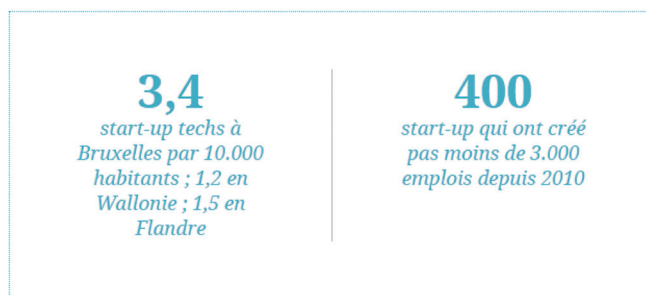 3,4
start-up techs à
Bruxelles par 10.000
habitants ; 1,2 en
Wallonie ; 1,5 en
Flandre
400
start-up qui ont créé
pas moins de 3.000
emplois depuis 2010